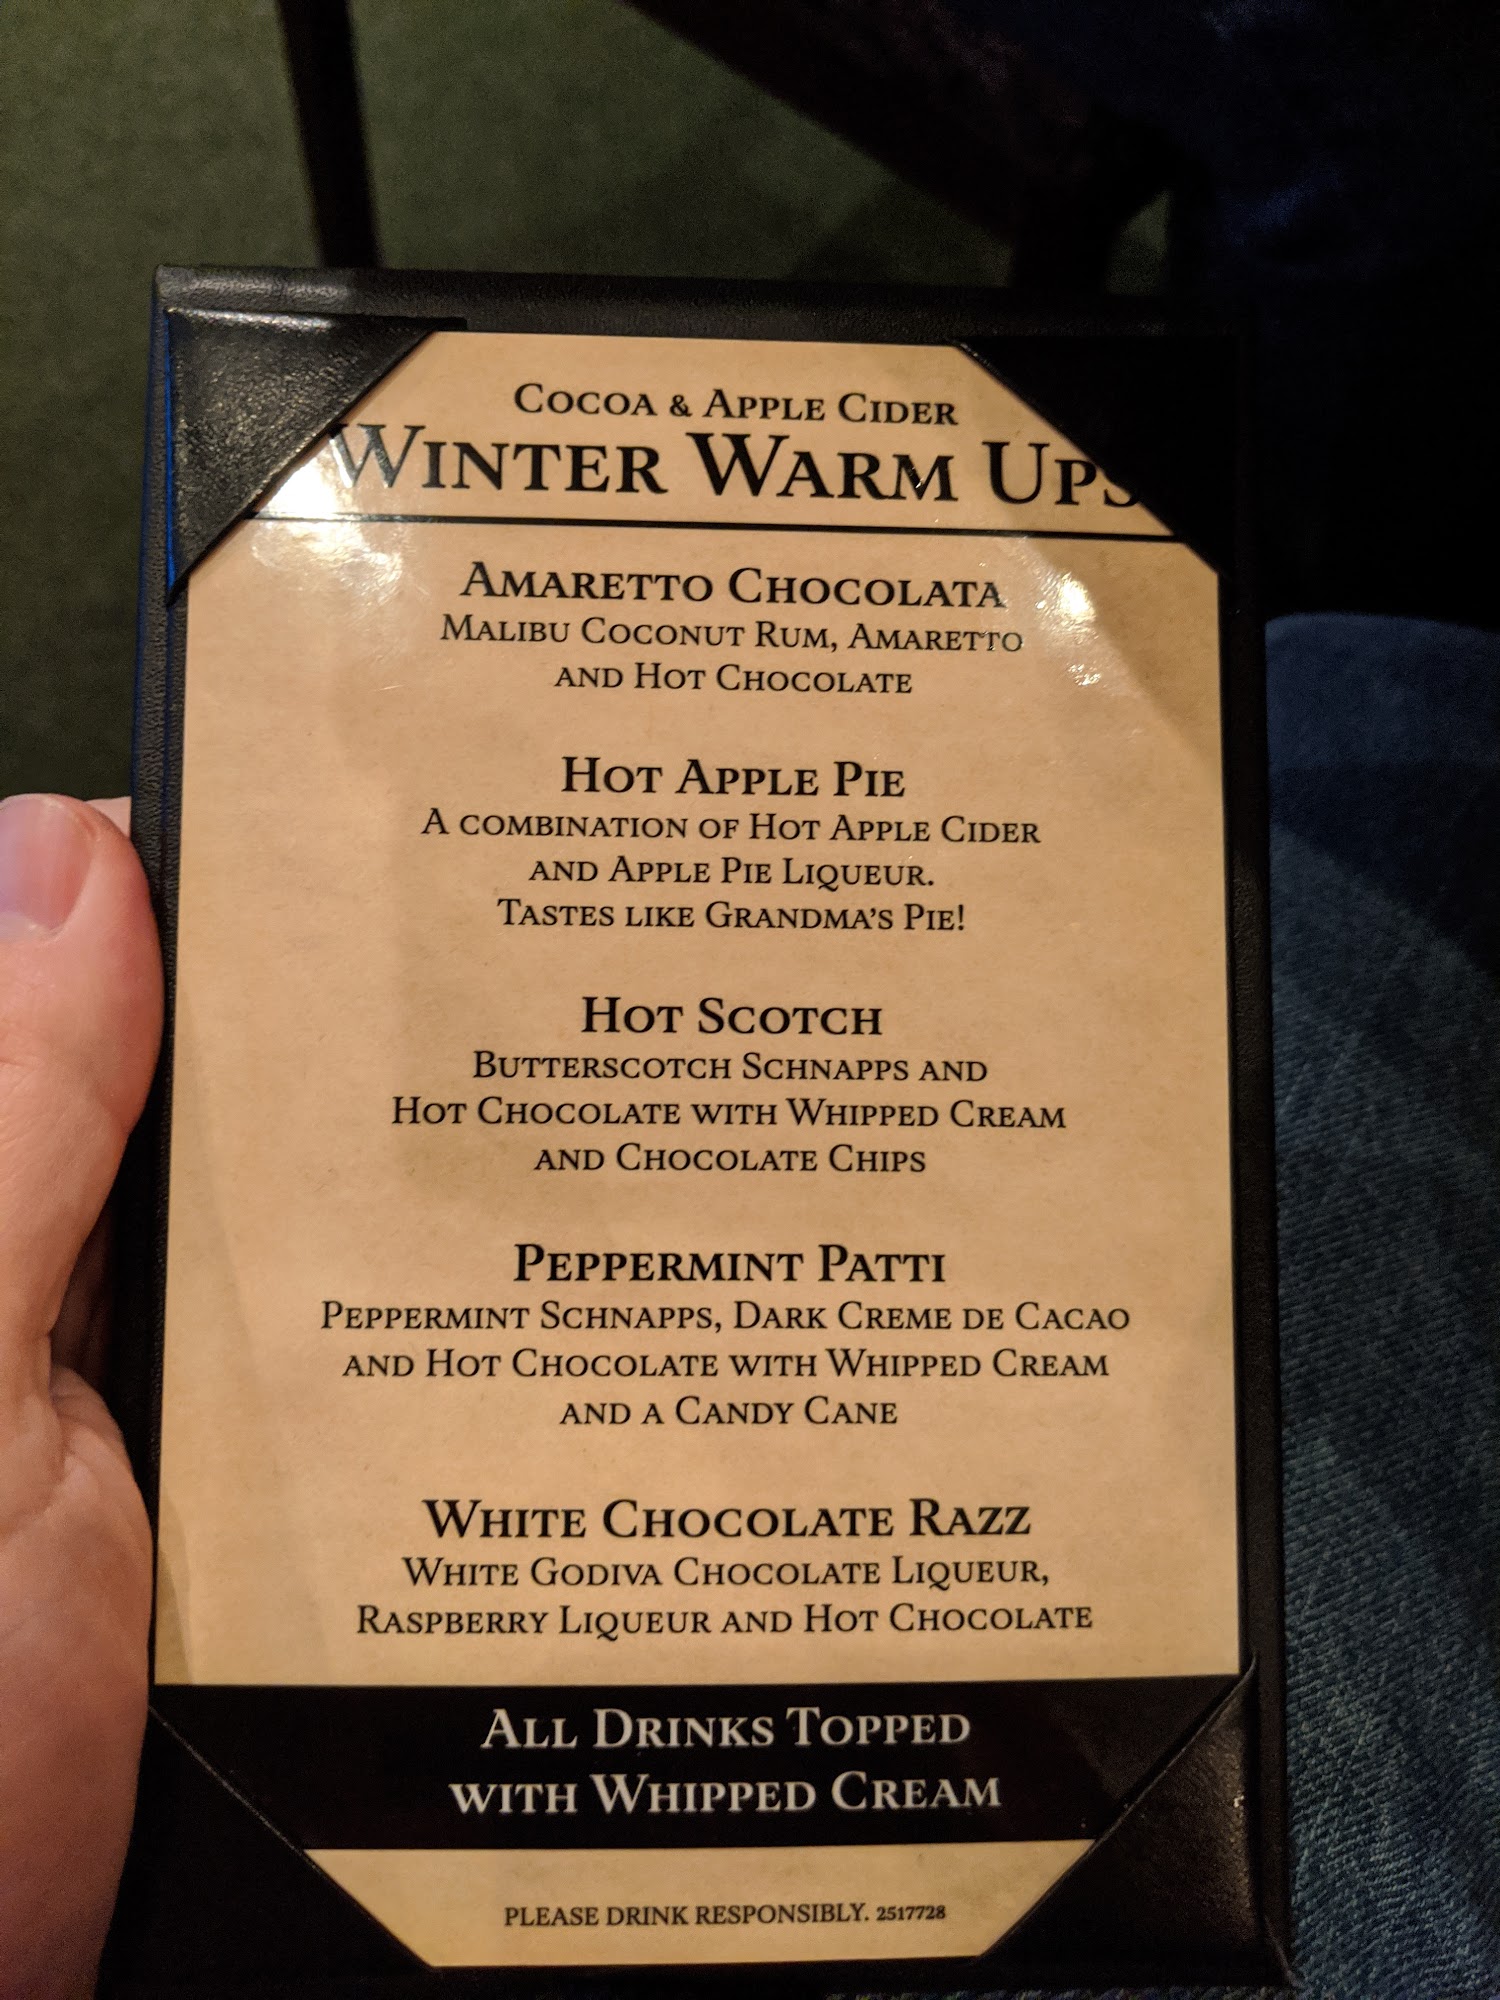 Cocoa & Apple Cider
Winter Warm Ups
Amaretto Chocolata
Malibu Coconut Rum, Amaretto
and Hot Chocolate
Hot Apple Pie
A combination of Hot Apple Cider
and Apple Pie Liqueur.
Tastes like Grandma's Pie!
Hot Scotch
Butterscotch Schnapps and
Hot Chocolate with Whipped Cream
and Chocolate Chips
Peppermint Patti
Peppermint Schnapps, Dark Creme de Cacao
and Hot Chocolate with Whipped Cream
and a Candy Cane
White Chocolate Razz
White Godiva Chocolate Liqueur,
Raspberry Liqueur and Hot Chocolate
All Drinks Topped
with Whipped Cream
PLEASE DRINK RESPONSIBLY. 2517728